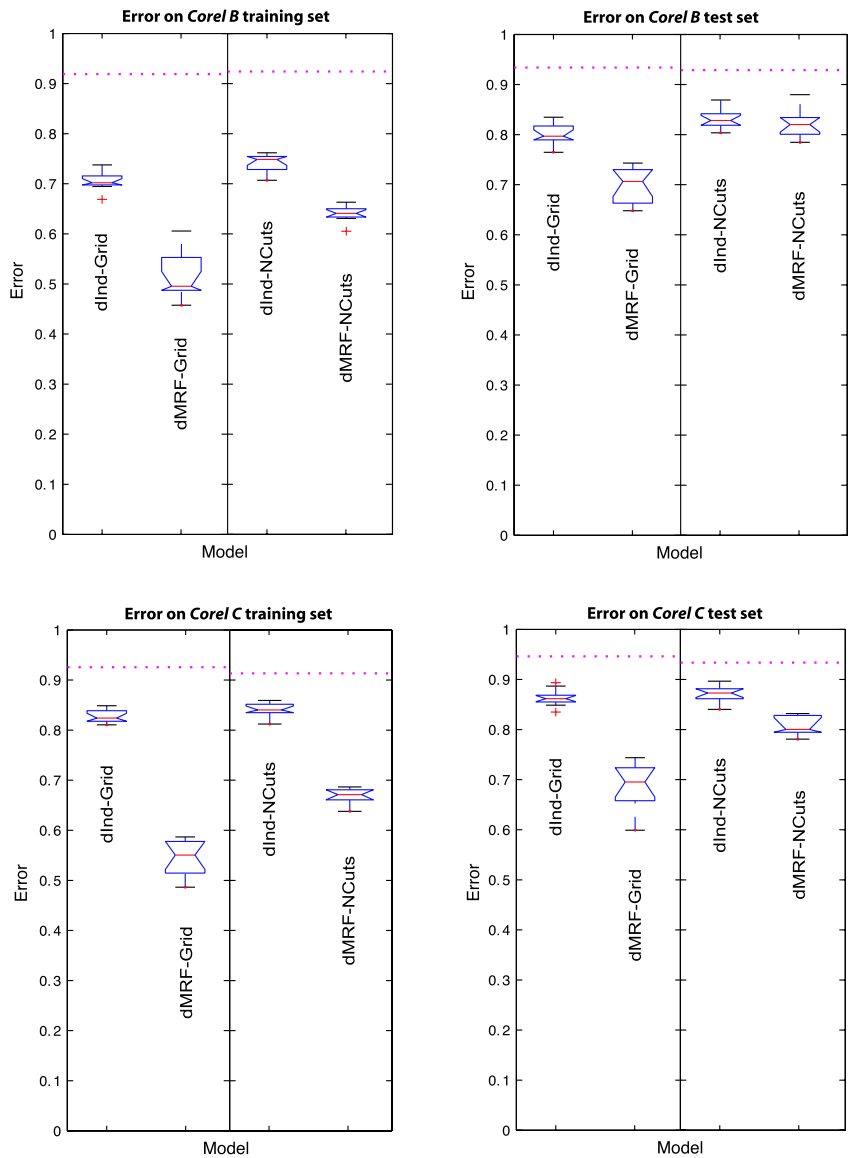 Error on Corel B training set
1
0.9
0.8
0.7
0.6
0.5
0.4
0.3
0.2
0.1
0
Error
dInd-Grid
dMRF-Grid
dInd-NCuts
dMRF-NCuts
Model
Error on Corel B test set
1
0.9
0.8
0.7
0.6
0.5
0.4
0.3
0.2
0.1
0
Error
dInd-Grid
dMRF-Grid
dInd-NCuts
dMRF-NCuts
Model
Error on Corel C training set
1
0.9
0.8
0.7
0.6
0.5
0.4
0.3
0.2
0.1
0
Error
dInd-Grid
dMRF-Grid
dInd-NCuts
dMRF-NCuts
Model
Error on Corel C test set
1
0.9
0.8
0.7
0.6
0.5
0.4
0.3
0.2
0.1
0
Error
dInd-Grid
dMRF-Grid
dInd-NCuts
dMRF-NCuts
Model